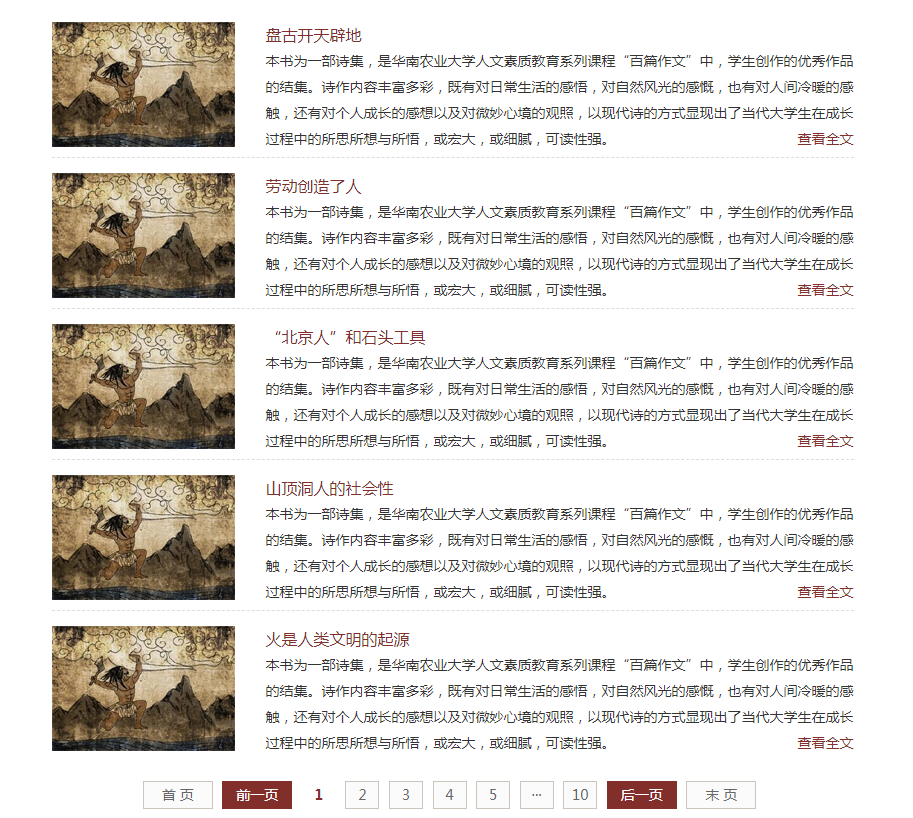 盘古开天辟地
本书为一部诗集，是华南农业大学人文素质教育系列课程“百篇作文”中，学生创作的优秀作品
的结集。诗作内容丰富多彩，既有对日常生活的感悟，对自然风光的感慨，也有对人间冷暖的感
触，还有对个人成长的感想以及对微妙心境的观照，以现代诗的方式显现出了当代大学生在成长
过程中的所思所想与所悟，或宏大，或细腻，可读性强。 查看全文
劳动创造了人
本书为一部诗集，是华南农业大学人文素质教育系列课程“百篇作文”中，学生创作的优秀作品
的结集。诗作内容丰富多彩，既有对日常生活的感悟，对自然风光的感慨，也有对人间冷暖的感
触，还有对个人成长的感想以及对微妙心境的观照，以现代诗的方式显现出了当代大学生在成长
过程中的所思所想与所悟，或宏大，或细腻，可读性强。 查看全文
“北京人”和石头工具
本书为一部诗集，是华南农业大学人文素质教育系列课程“百篇作文”中，学生创作的优秀作品
的结集。诗作内容丰富多彩，既有对日常生活的感悟，对自然风光的感慨，也有对人间冷暖的感
触，还有对个人成长的感想以及对微妙心境的观照，以现代诗的方式显现出了当代大学生在成长
过程中的所思所想与所悟，或宏大，或细腻，可读性强。 查看全文
山顶洞人的社会性
本书为一部诗集，是华南农业大学人文素质教育系列课程“百篇作文”中，学生创作的优秀作品
的结集。诗作内容丰富多彩，既有对日常生活的感悟，对自然风光的感慨，也有对人间冷暖的感
触，还有对个人成长的感想以及对微妙心境的观照，以现代诗的方式显现出了当代大学生在成长
过程中的所思所想与所悟，或宏大，或细腻，可读性强。 查看全文
火是人类文明的起源
本书为一部诗集，是华南农业大学人文素质教育系列课程“百篇作文”中，学生创作的优秀作品
的结集。诗作内容丰富多彩，既有对日常生活的感悟，对自然风光的感慨，也有对人间冷暖的感
触，还有对个人成长的感想以及对微妙心境的观照，以现代诗的方式显现出了当代大学生在成长
过程中的所思所想与所悟，或宏大，或细腻，可读性强。 查看全文
首 页 前一页 1 2 3 4 5 ... 10 后一页 末 页